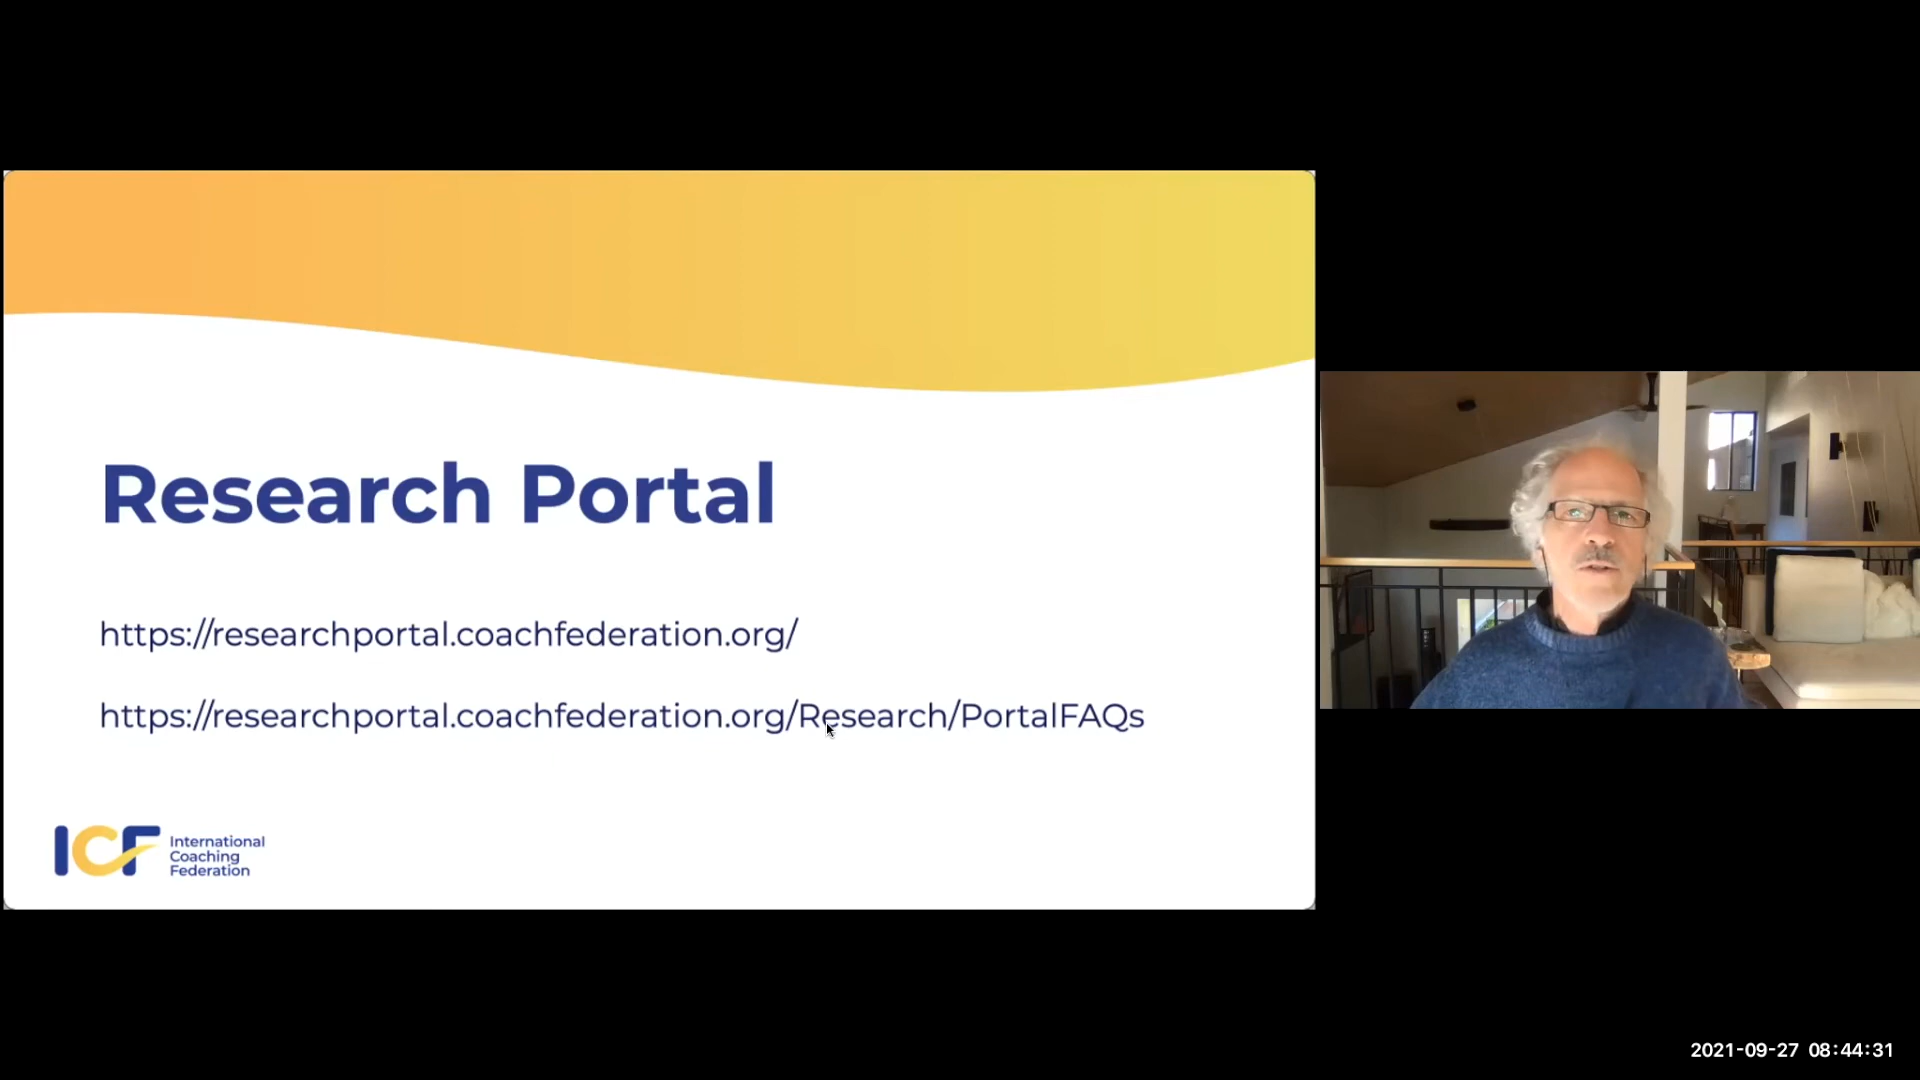 Research Portal
https://researchportal.coachfederation.org/
https://researchportal.coachfederation.org/Research/PortalFAQs
ICF
International
Coaching
Federation
2021-09-27 08:44:31